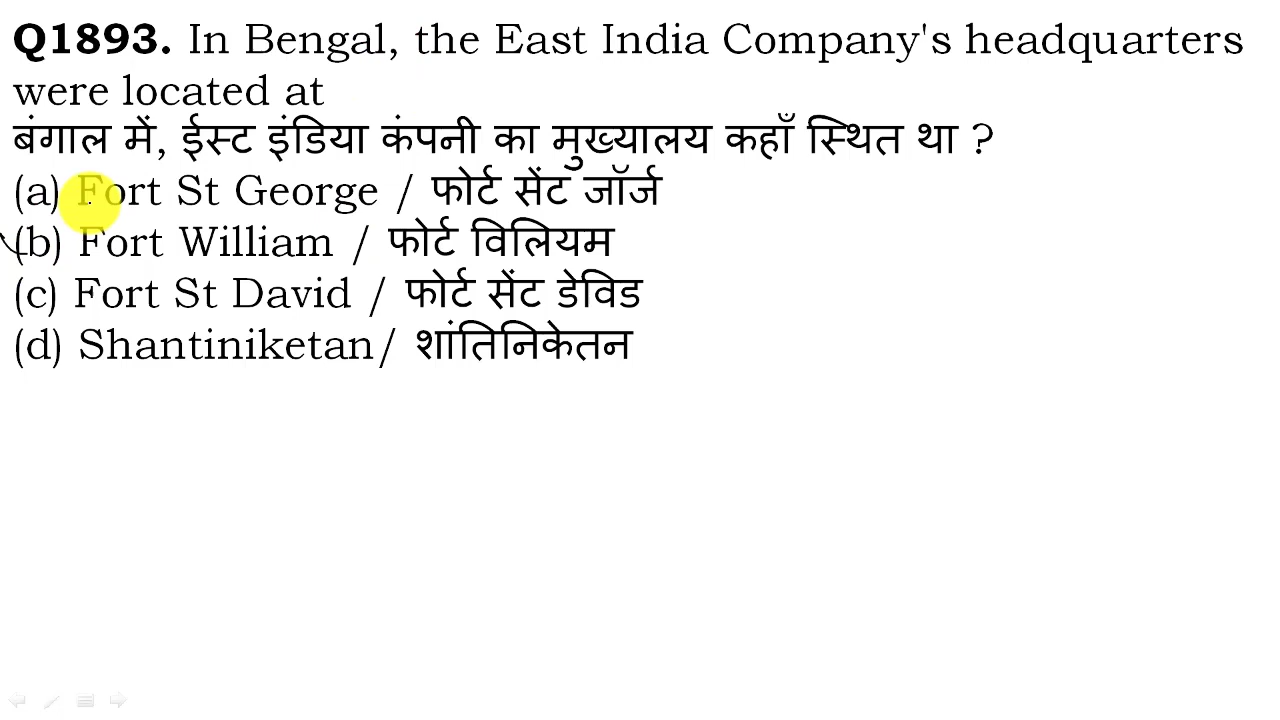 Q1893. In Bengal, the East India Company's headquarters
were located at
बंगाल में, ईस्ट इंडिया कंपनी का मुख्यालय कहाँ स्थित था ?
(a) Fort St George / फोर्ट सेंट जॉर्ज
(b) Fort William / फोर्ट विलियम
(c) Fort St David / फोर्ट सेंट डेविड
(d) Shantiniketan/ शांतिनिकेतन